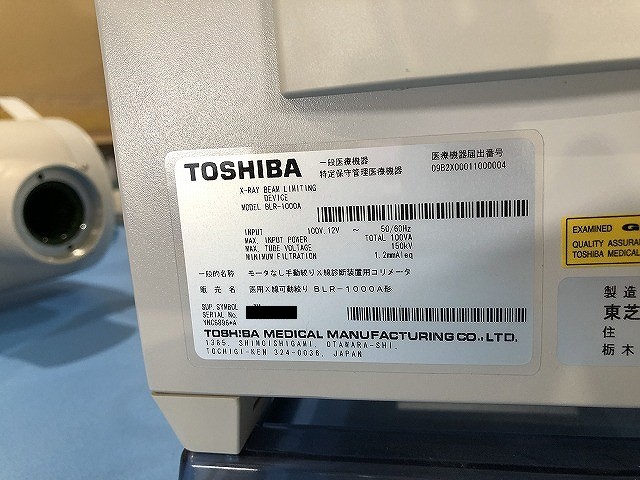 TOSHIBA
一般医療機器
特定保守管理医療機器
医療機器届出番号
09B2X00011000004
X-RAY BEAM LIMITING
DEVICE
MODEL BLR-1000A
INPUT 100V,12V ~ 50/60Hz
MAX. INPUT POWER TOTAL 100VA
MAX. TUBE VOLTAGE 150kV
MINIMUM FILTRATION 1.2mmAleq
一般的名称 モータなし手動絞りX線診断装置用コリメータ
販売名 医用X線可動絞り BLR-1000A形
SUP. SYMBOL
SERIAL No.
YMC6896*A
TOSHIBA MEDICAL MANUFACTURING CO., LTD.
1385, SHIMOISHIGAMI, OTAWARA-SHI,
TOCHIGI-KEN 324-0036, JAPAN
EXAMINED
QUALITY ASSURA
TOSHIBA MEDICAL
製造
東芝
住
栃木